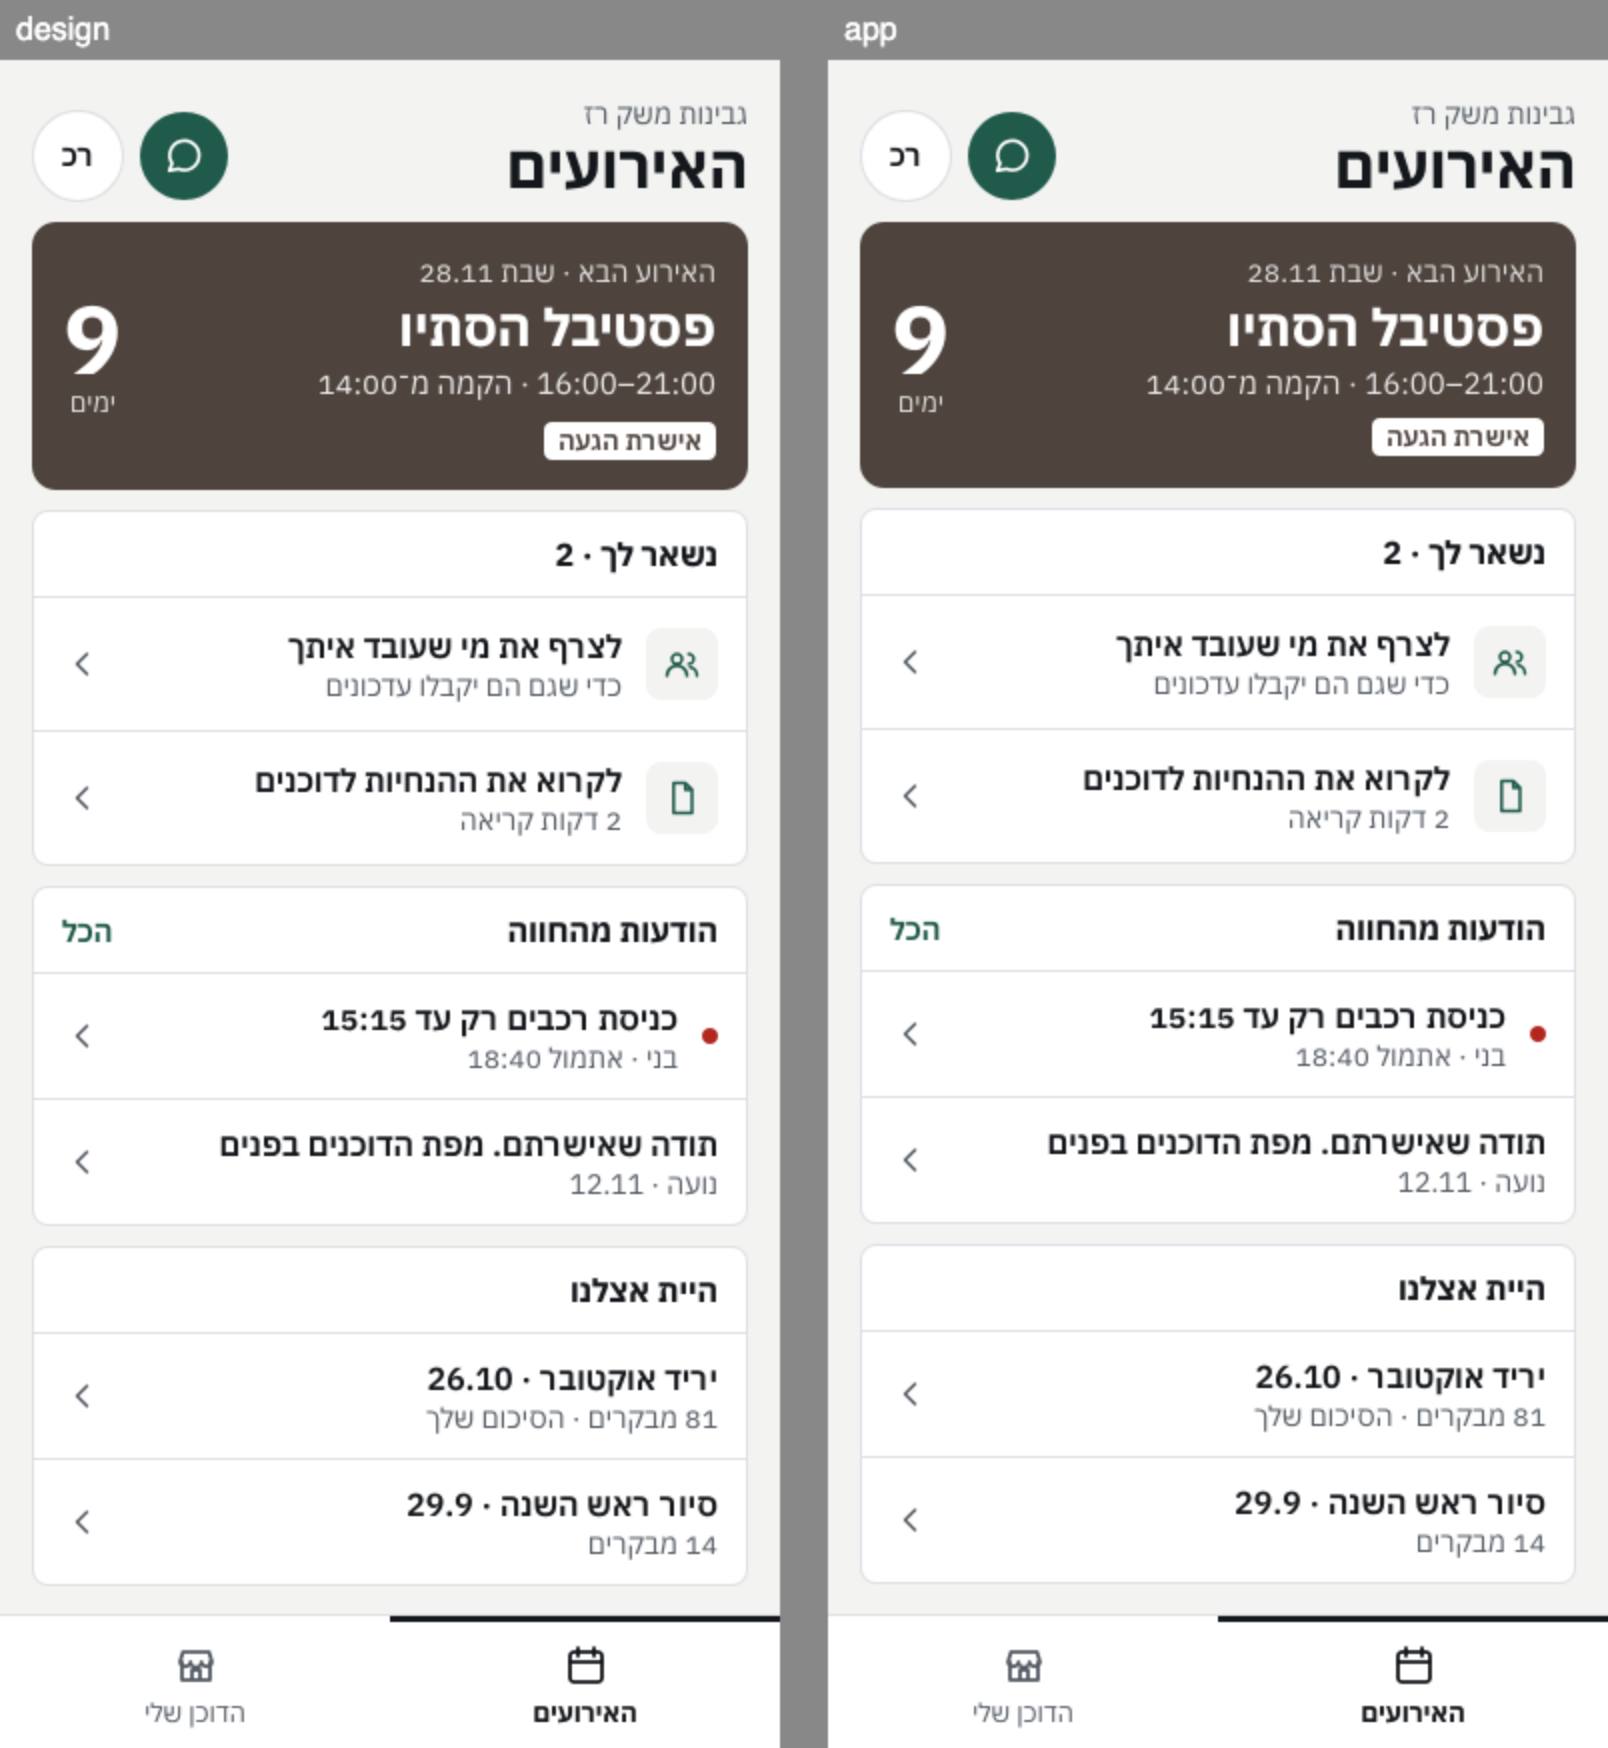 design
גבינות משק רז
האירועים
רכ
האירוע הבא · שבת 28.11
פסטיבל הסתיו
16:00–21:00 · הקמה מ־14:00
אישרת הגעה
9
ימים
נשאר לך · 2
לצרף את מי שעובד איתך
כדי שגם הם יקבלו עדכונים
לקרוא את ההנחיות לדוכנים
2 דקות קריאה
הודעות מהחווה
הכל
כניסת רכבים רק עד 15:15
בני · אתמול 18:40
תודה שאישרתם. מפת הדוכנים בפנים
נועה · 12.11
היית אצלנו
יריד אוקטובר · 26.10
81 מבקרים · הסיכום שלך
סיור ראש השנה · 29.9
14 מבקרים
האירועים
הדוכן שלי
app
גבינות משק רז
האירועים
רכ
האירוע הבא · שבת 28.11
פסטיבל הסתיו
16:00–21:00 · הקמה מ־14:00
אישרת הגעה
9
ימים
נשאר לך · 2
לצרף את מי שעובד איתך
כדי שגם הם יקבלו עדכונים
לקרוא את ההנחיות לדוכנים
2 דקות קריאה
הודעות מהחווה
הכל
כניסת רכבים רק עד 15:15
בני · אתמול 18:40
תודה שאישרתם. מפת הדוכנים בפנים
נועה · 12.11
היית אצלנו
יריד אוקטובר · 26.10
81 מבקרים · הסיכום שלך
סיור ראש השנה · 29.9
14 מבקרים
האירועים
הדוכן שלי